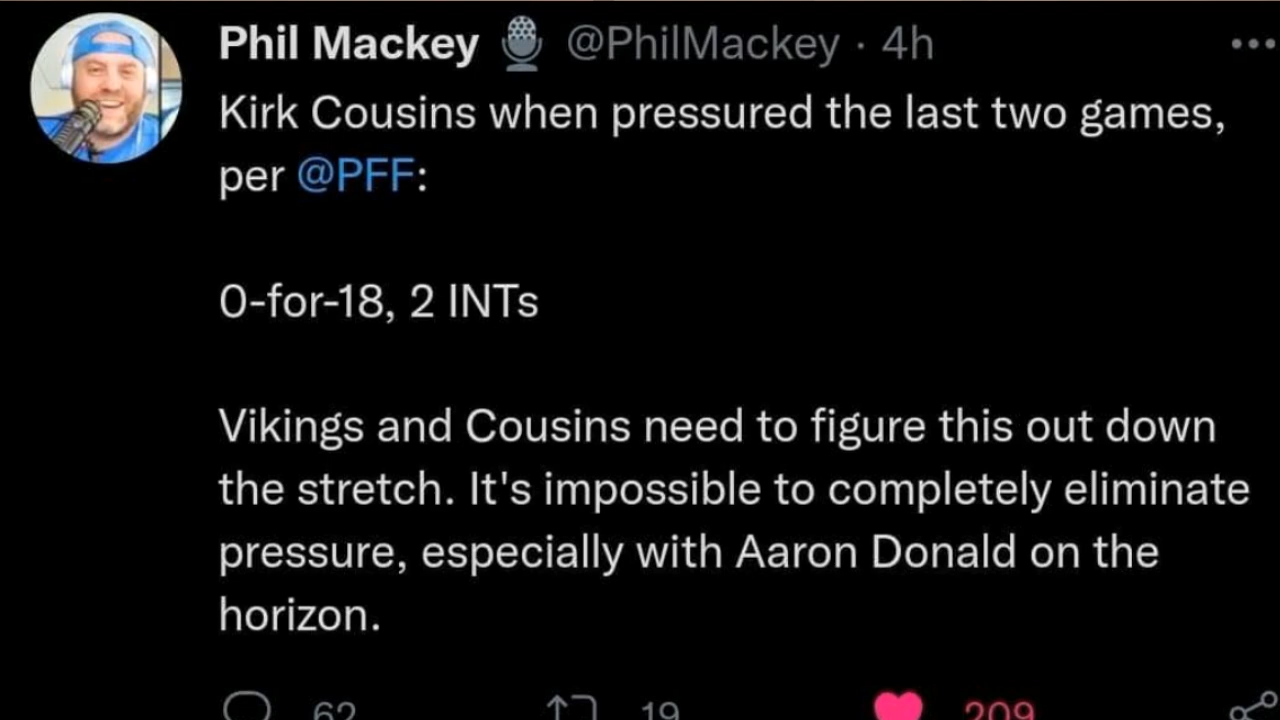 Phil Mackey @PhilMackey · 4h
Kirk Cousins when pressured the last two games,
per @PFF:
0-for-18, 2 INTs
Vikings and Cousins need to figure this out down
the stretch. It's impossible to completely eliminate
pressure, especially with Aaron Donald on the
horizon.
62 19 209